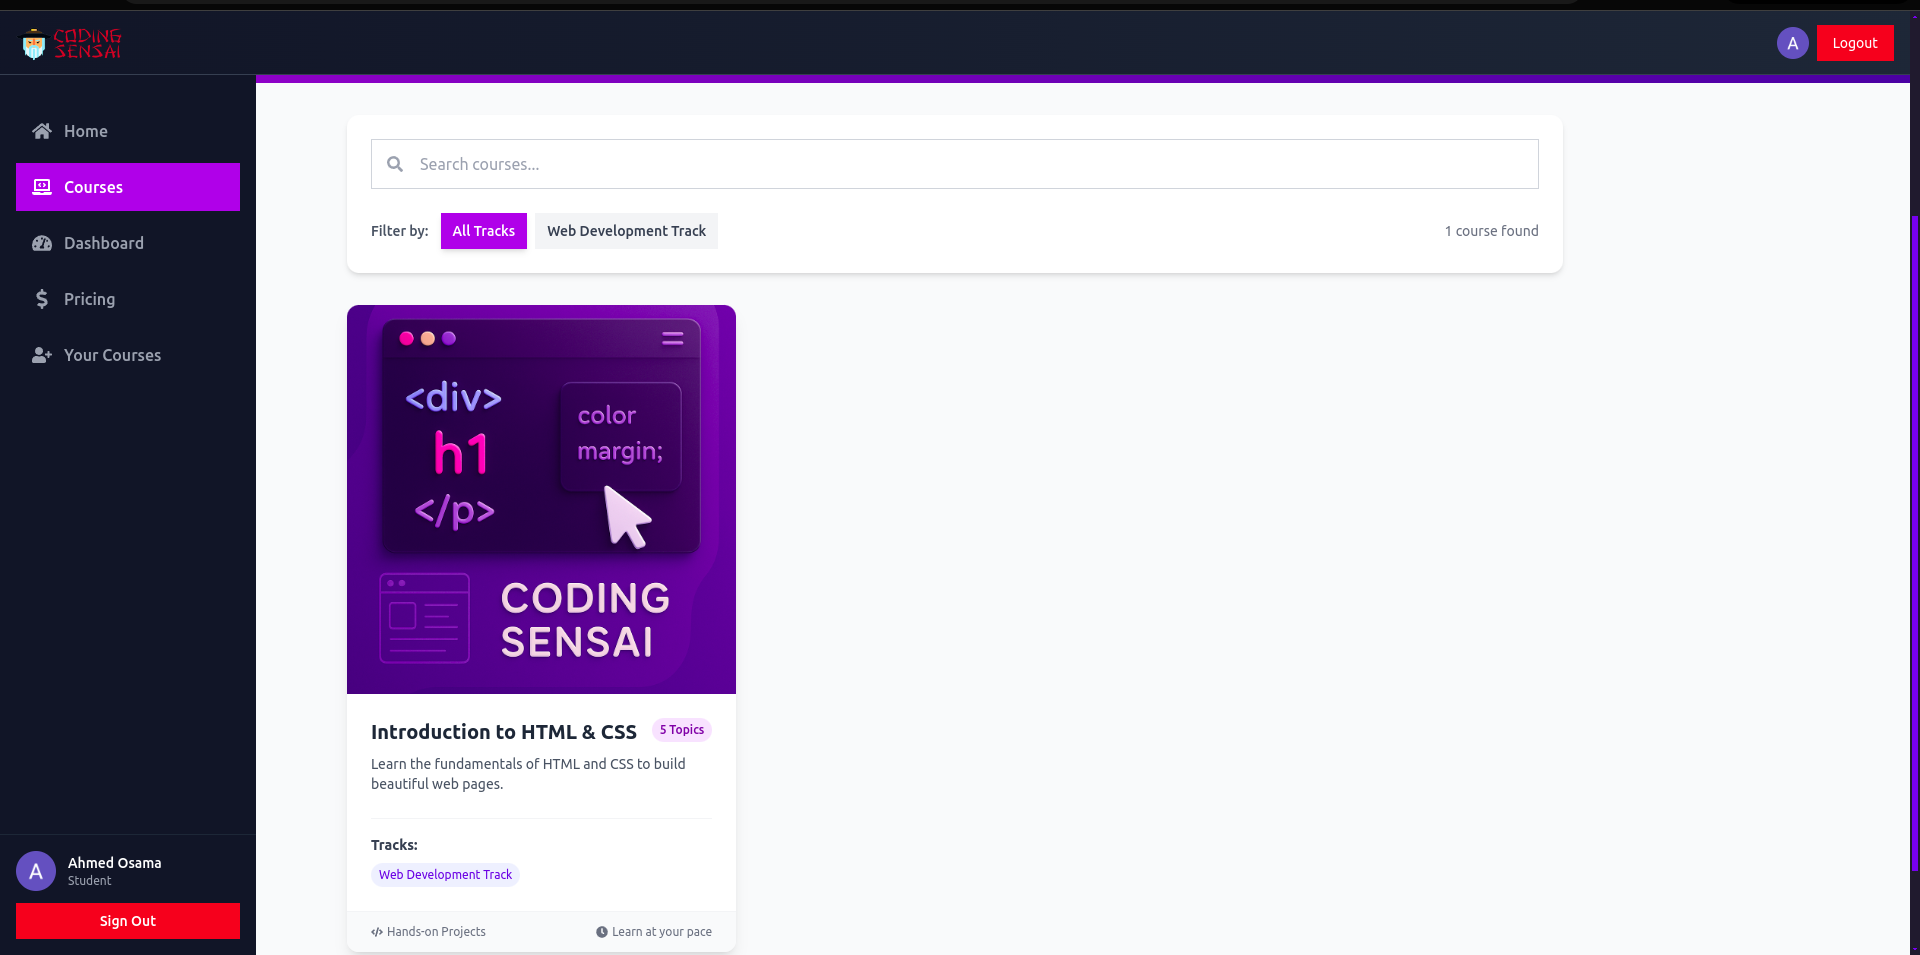 CODING
SENSAI
A
Logout
Home
Courses
Dashboard
Pricing
Your Courses
Search courses...
Filter by:
All Tracks
Web Development Track
1 course found
<div>
h1
</p>
color
margin;
CODING
SENSAI
Introduction to HTML & CSS
5 Topics
Learn the fundamentals of HTML and CSS to build
beautiful web pages.
Tracks:
Web Development Track
Hands-on Projects
Learn at your pace
A
Ahmed Osama
Student
Sign Out